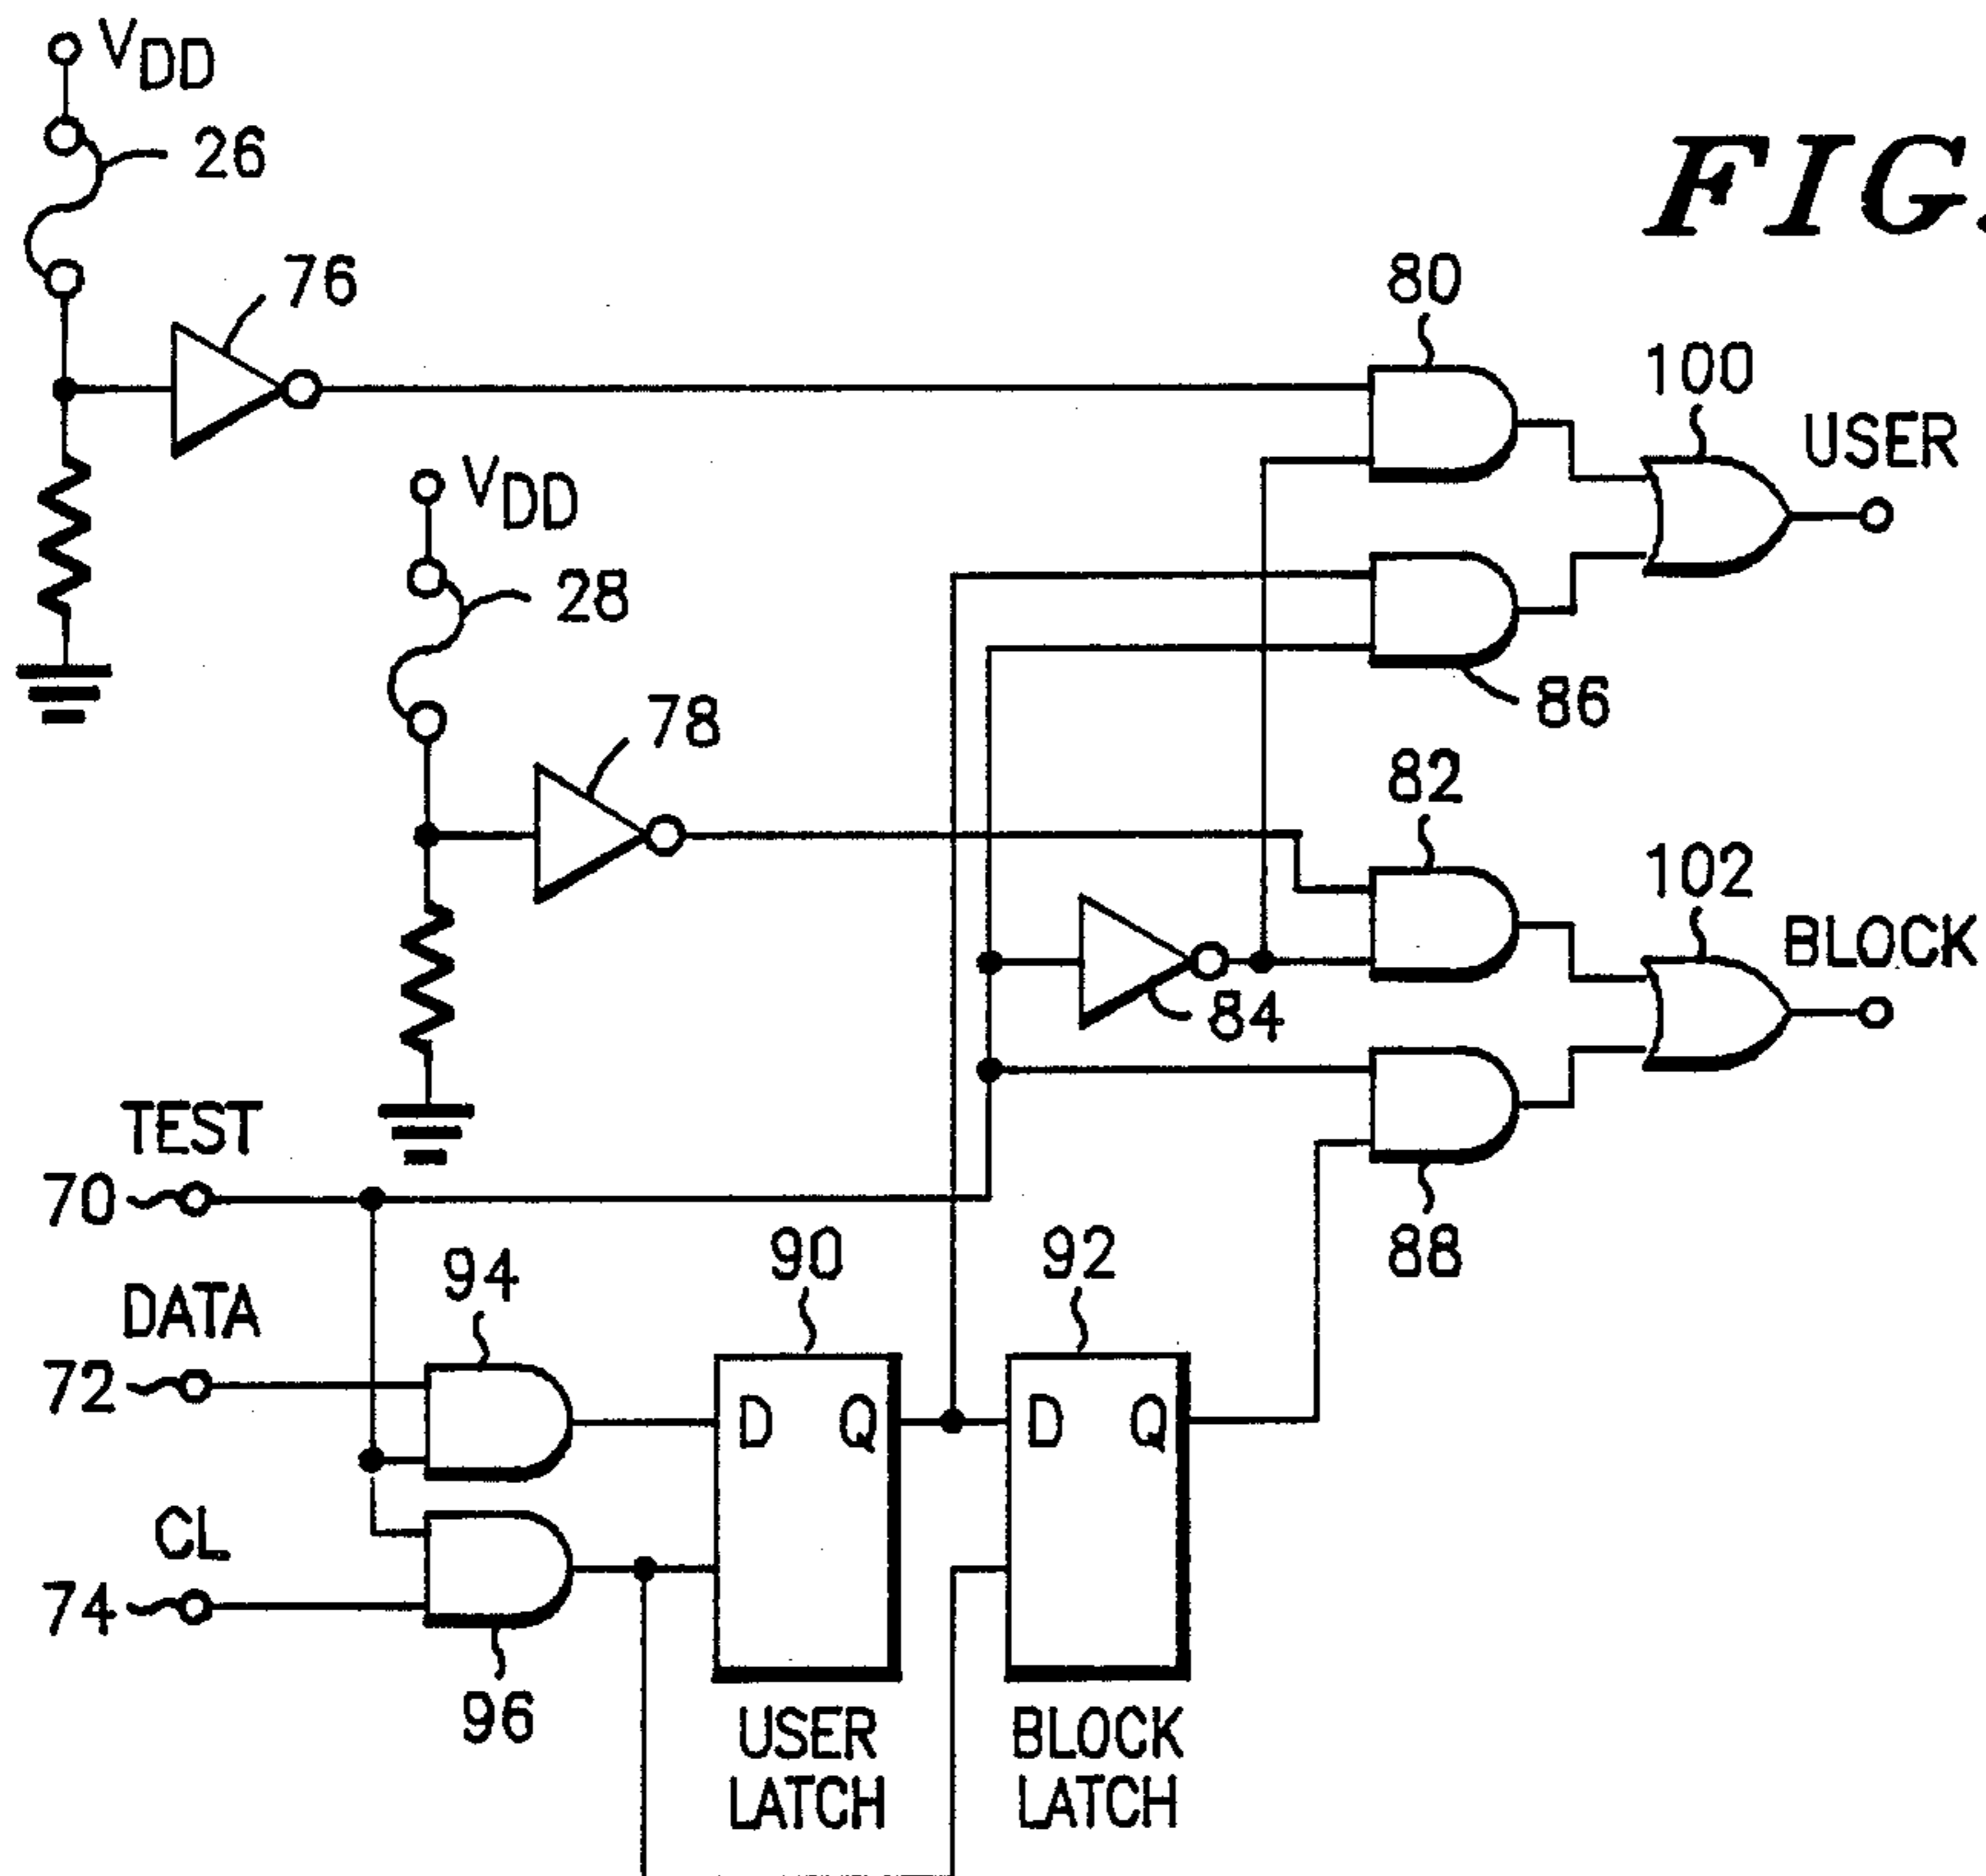 VDD
26
FIG.
76
80
100
USER
VDD
28
86
78
82
102
BLOCK
84
TEST
70
88
90
92
94
DATA
72
D Q
D Q
CL
74
96
USER
LATCH
BLOCK
LATCH